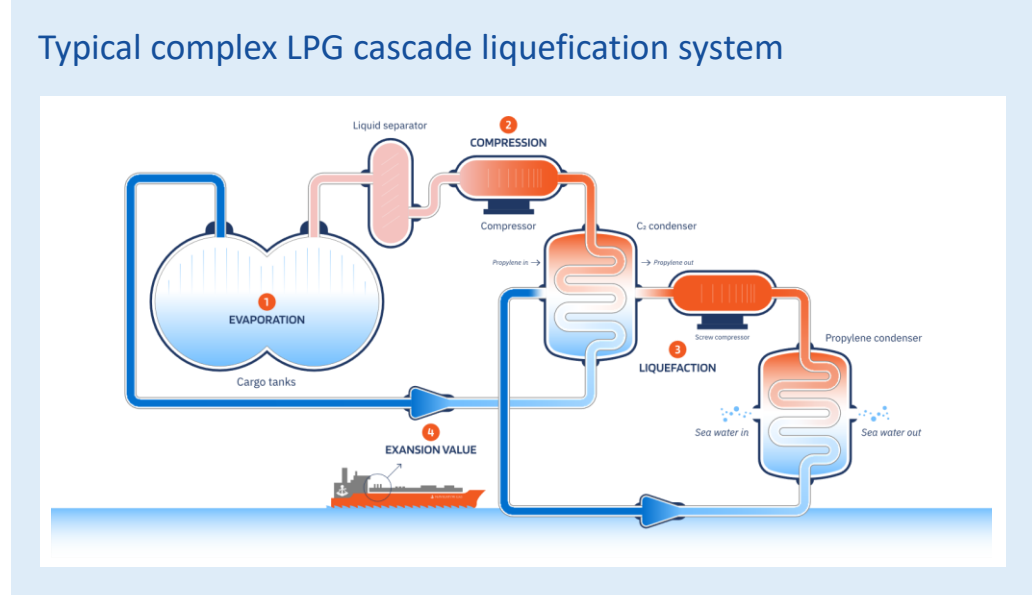 Typical complex LPG cascade liquefication system
Liquid separator
2
COMPRESSION
Compressor
C₂ condenser
Propylene in
Propylene out
1
EVAPORATION
Cargo tanks
Screw compressor
3
LIQUEFACTION
Propylene condenser
Sea water in
Sea water out
4
EXANSION VALUE